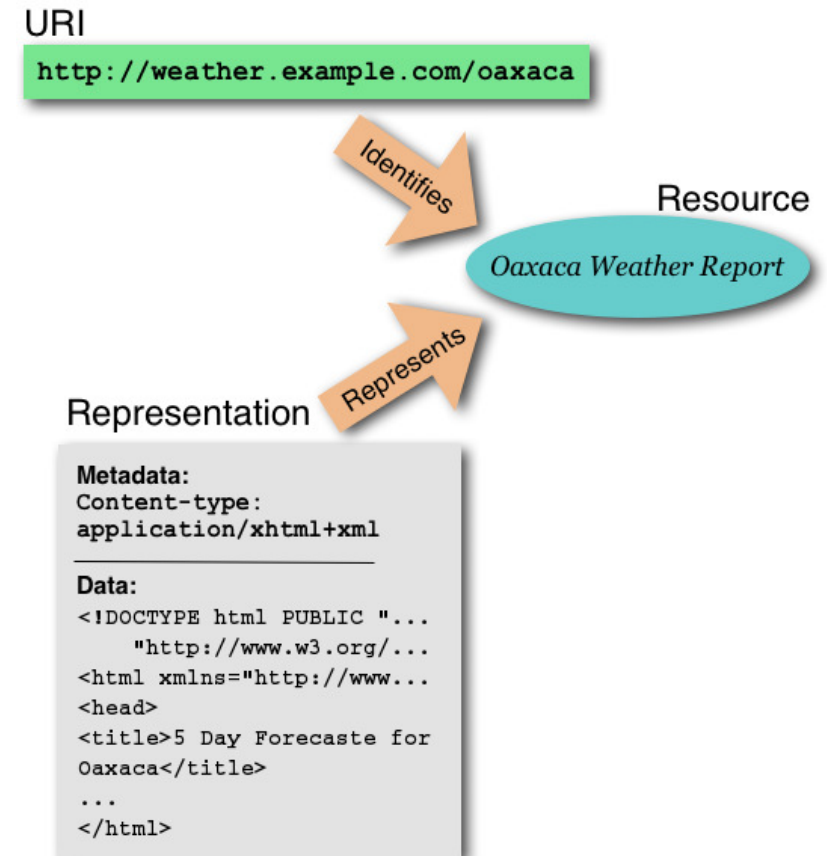 URI
http://weather.example.com/oaxaca
Identifies
Resource
Oaxaca Weather Report
Represents
Representation
Metadata:
Content-type:
application/xhtml+xml
Data:
<!DOCTYPE html PUBLIC "...
"http://www.w3.org/...
<html xmlns="http://www...
<head>
<title>5 Day Forecaste for
Oaxaca</title>
...
</html>